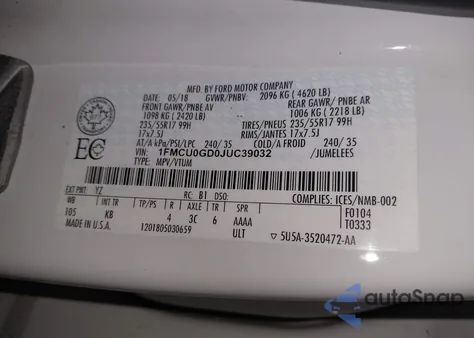 MFD. BY FORD MOTOR COMPANY
DATE: 05/18 GVWR/PNBV: 2096 KG ( 4620 LB)
FRONT GAWR/ PNBE AV REAR GAWR/ PNBE AR
1098 KG ( 2420 LB) 1006 KG ( 2218 LB)
235/55R17 99H TIRES/PNEUS 235/55R17 99H
17x7.5J RIMS/JANTES 17x7.5J
AT/A kPa/PSI/LPC 240/ 35 COLD/A FROID 240/ 35
VIN: 1FMCU0GD0JUC39032 /JUMELEES
TYPE: MPV/VTUM
EC
EXT PNT: YZ RC: B1 DSO: COMPLIES: ICES/NMB-002
WB INT TR TP/PS R AXLE TR SPR F0104
105 KB 4 3C 6 AAAA T0333
MADE IN U.S.A. 1201805030659 ULT ▽ 5U5A-3520472-AA
autoSnap